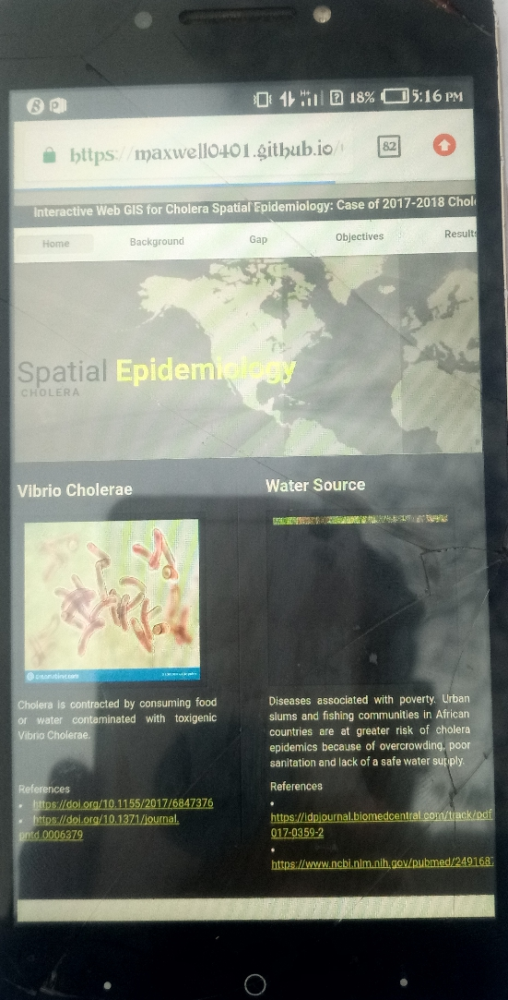 18% 5:16 PM
https://maxwell0401.github.io/
82
Interactive Web GIS for Cholera Spatial Epidemiology: Case of 2017-2018 Chol
Home Background Gap Objectives Results
Spatial Epidemiology
CHOLERA
Vibrio Cholerae
Cholera is contracted by consuming food
or water contaminated with toxigenic
Vibrio Cholerae.
References
• https://doi.org/10.1155/2017/6847376
• https://doi.org/10.1371/journal.
pntd.0006379
Water Source
Diseases associated with poverty. Urban
slums and fishing communities in African
countries are at greater risk of cholera
epidemics because of overcrowding, poor
sanitation and lack of a safe water supply.
References
•
https://idpjournal.biomedcentral.com/track/pdf
017-0359-2
•
https://www.ncbi.nlm.nih.gov/pubmed/249168